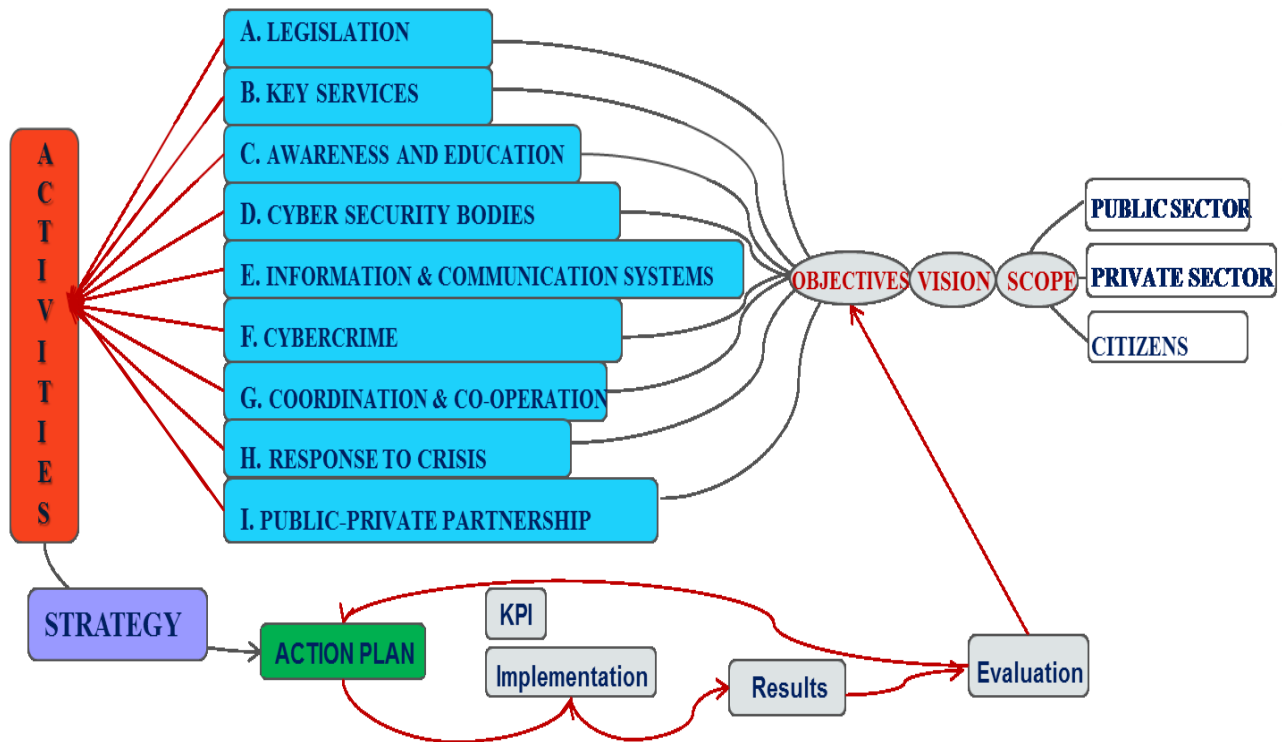 A. LEGISLATION
B. KEY SERVICES
C. AWARENESS AND EDUCATION
D. CYBER SECURITY BODIES
E. INFORMATION & COMMUNICATION SYSTEMS
F. CYBERCRIME
G. COORDINATION & CO-OPERATION
H. RESPONSE TO CRISIS
I. PUBLIC-PRIVATE PARTNERSHIP
ACTIVITIES
OBJECTIVES
VISION
SCOPE
PUBLIC SECTOR
PRIVATE SECTOR
CITIZENS
STRATEGY
ACTION PLAN
KPI
Implementation
Results
Evaluation